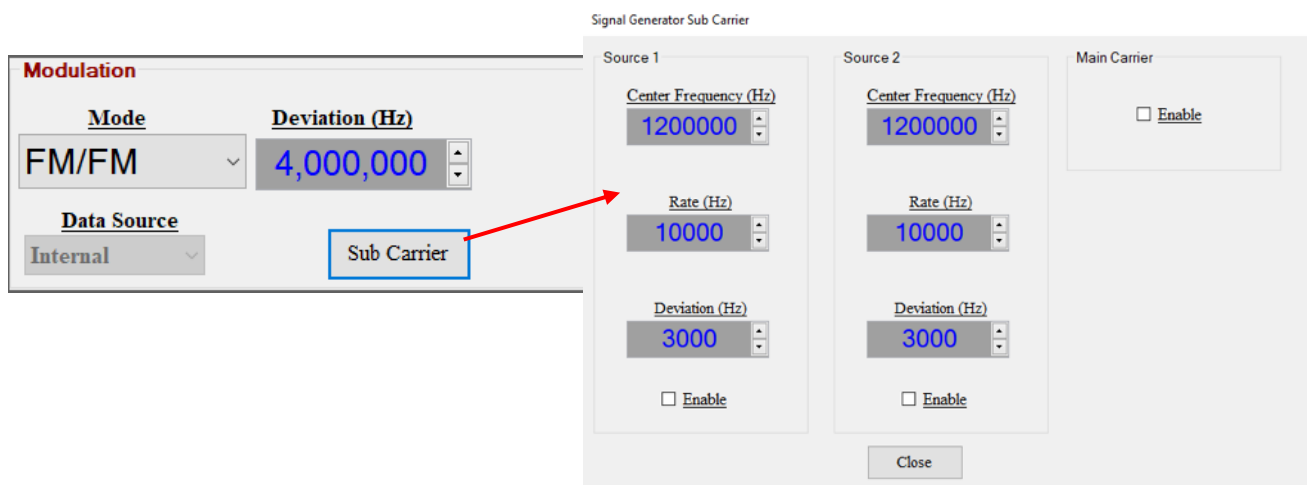 Modulation
Mode
Deviation (Hz)
FM/FM
4,000,000
Data Source
Internal
Sub Carrier
Signal Generator Sub Carrier
Source 1
Center Frequency (Hz)
1200000
Rate (Hz)
10000
Deviation (Hz)
3000
Enable
Source 2
Center Frequency (Hz)
1200000
Rate (Hz)
10000
Deviation (Hz)
3000
Enable
Main Carrier
Enable
Close